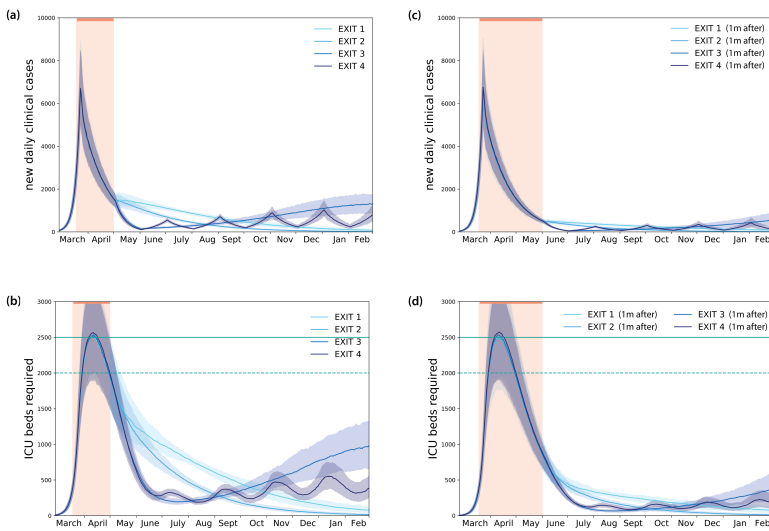 (a)
new daily clinical cases
10000
8000
6000
4000
2000
0
EXIT 1
EXIT 2
EXIT 3
EXIT 4
March April May June July Aug Sept Oct Nov Dec Jan Feb
(c)
new daily clinical cases
10000
8000
6000
4000
2000
0
EXIT 1 (1m after)
EXIT 2 (1m after)
EXIT 3 (1m after)
EXIT 4 (1m after)
March April May June July Aug Sept Oct Nov Dec Jan Feb
(b)
ICU beds required
3000
2500
2000
1500
1000
500
0
EXIT 1
EXIT 2
EXIT 3
EXIT 4
March April May June July Aug Sept Oct Nov Dec Jan Feb
(d)
ICU beds required
3000
2500
2000
1500
1000
500
0
EXIT 1 (1m after) EXIT 3 (1m after)
EXIT 2 (1m after) EXIT 4 (1m after)
March April May June July Aug Sept Oct Nov Dec Jan Feb